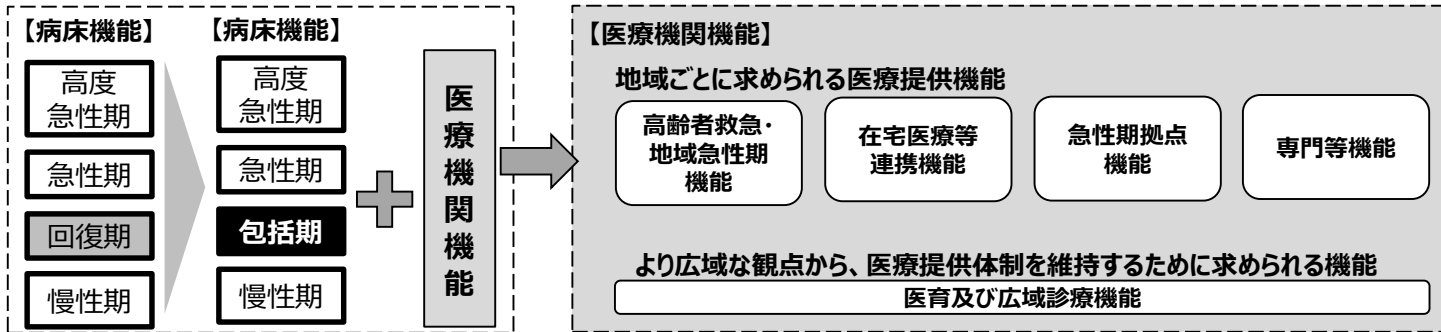 【病床機能】
高度
急性期
急性期
回復期
慢性期
【病床機能】
高度
急性期
急性期
包括期
慢性期
医療機関機能
【医療機関機能】
地域ごとに求められる医療提供機能
高齢者救急・
地域急性期
機能
在宅医療等
連携機能
急性期拠点
機能
専門等機能
より広域な観点から、医療提供体制を維持するために求められる機能
医育及び広域診療機能